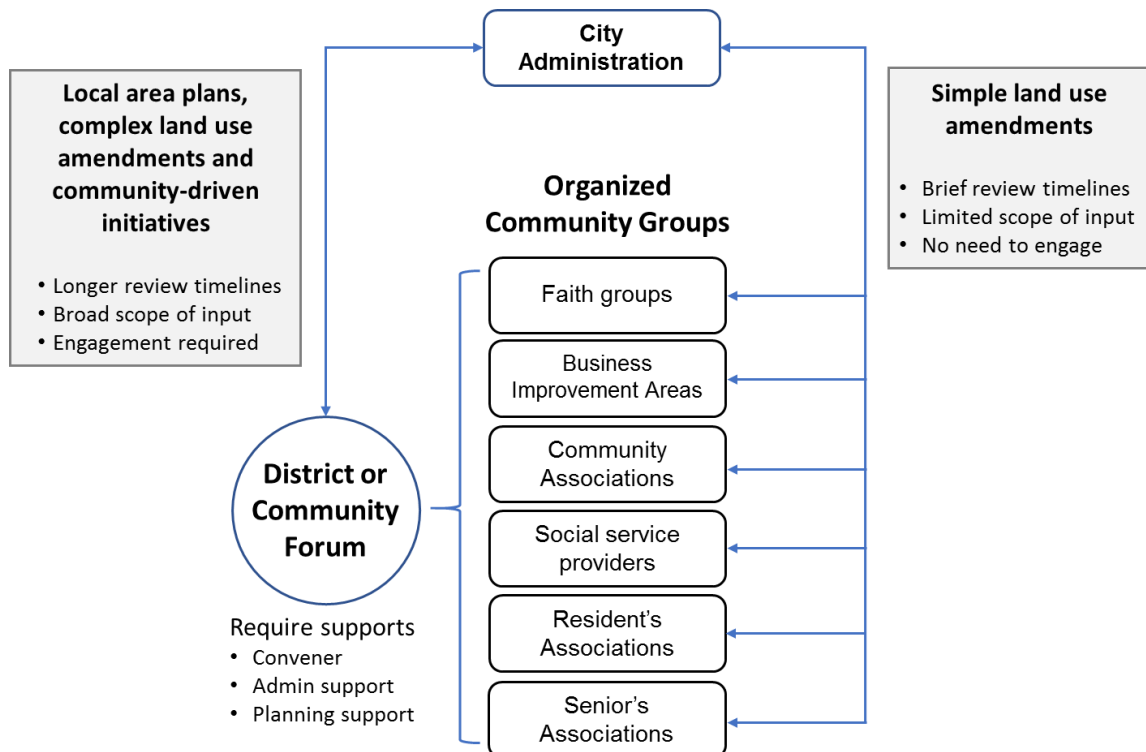 City
Administration
Local area plans,
complex land use
amendments and
community-driven
initiatives
• Longer review timelines
• Broad scope of input
• Engagement required
Simple land use
amendments
• Brief review timelines
• Limited scope of input
• No need to engage
Organized
Community Groups
Faith groups
Business
Improvement Areas
Community
Associations
Social service
providers
Resident's
Associations
Senior's
Associations
District or
Community
Forum
Require supports
• Convener
• Admin support
• Planning support